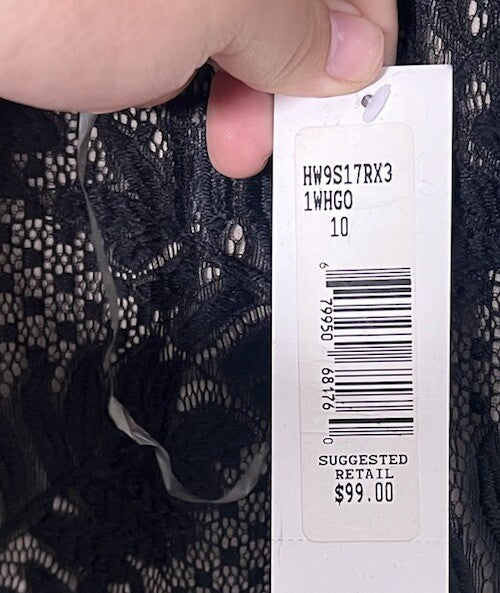 HW9S17RX3
1WHGO
10
6 79950 68176 0
SUGGESTED
RETAIL
$99.00